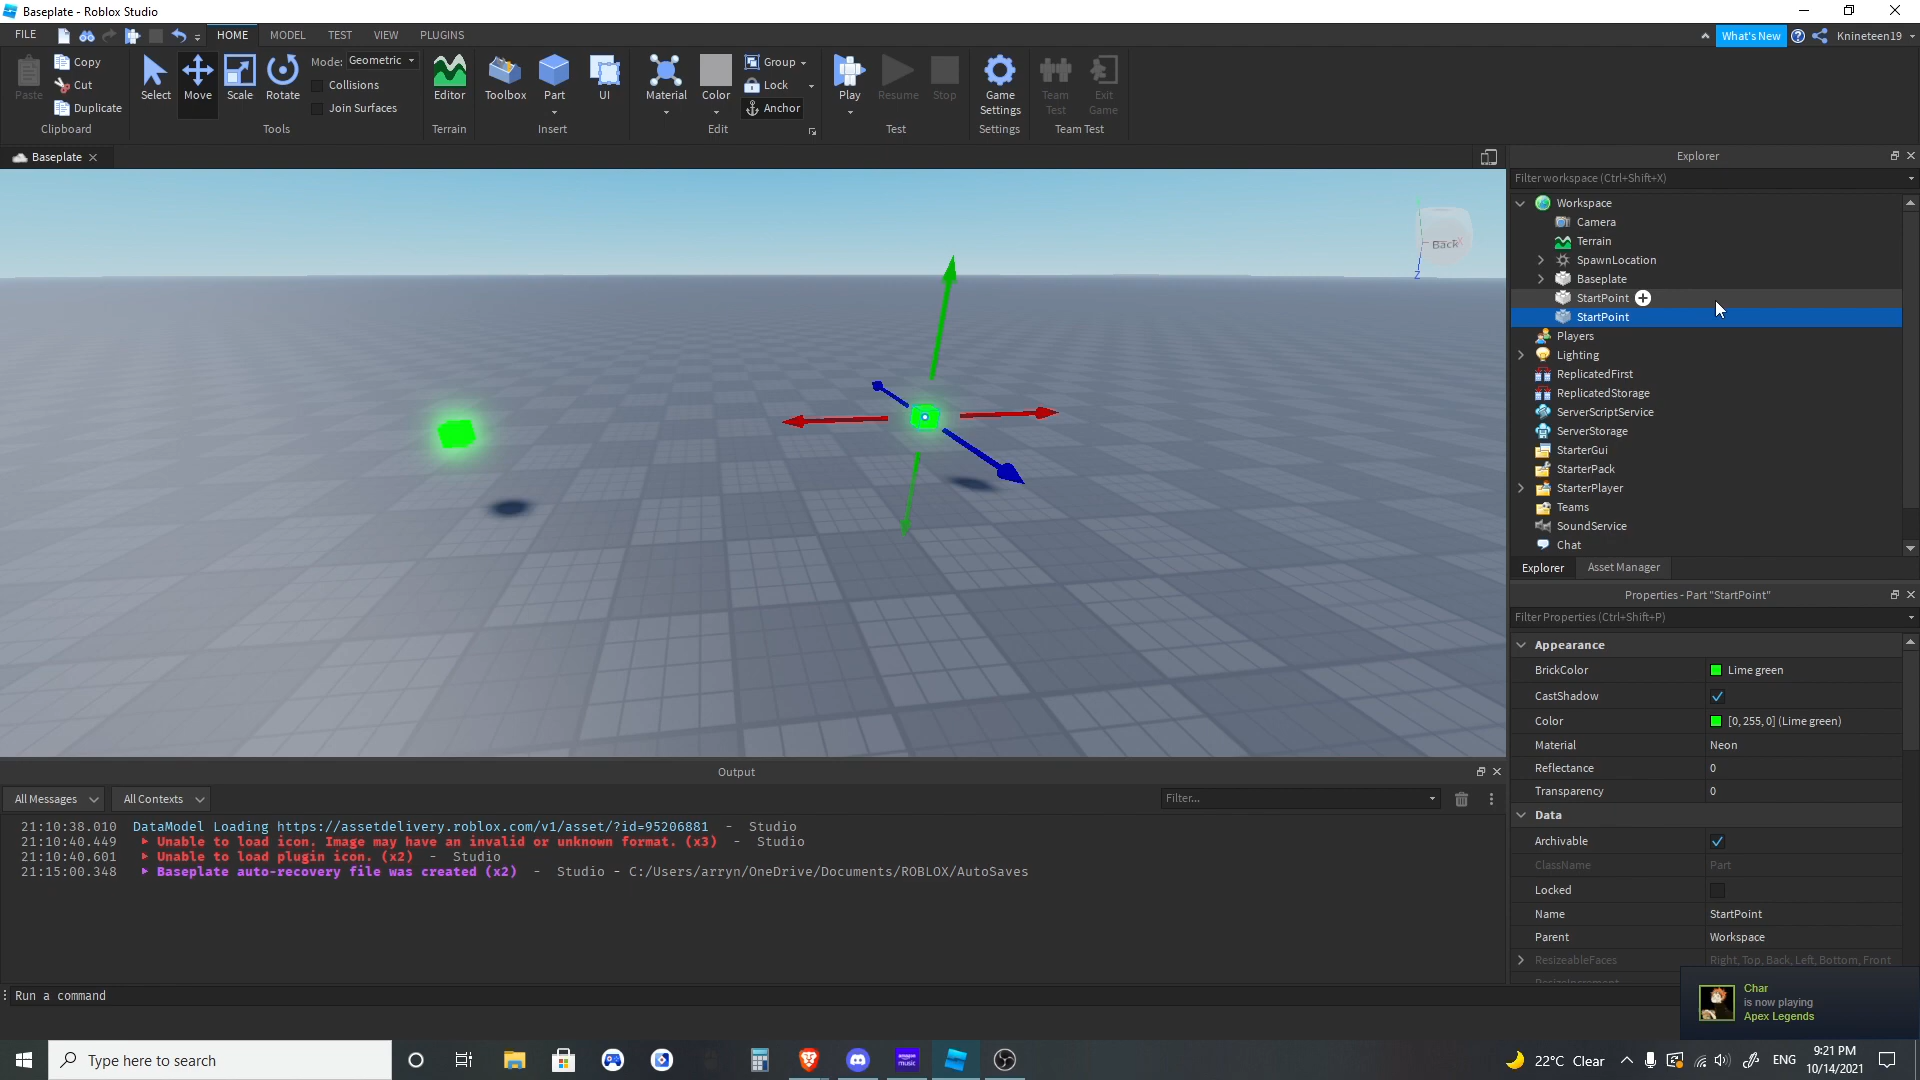 Baseplate - Roblox Studio
FILE
HOME
MODEL
TEST
VIEW
PLUGINS
What's New
Knineteen19
Paste
Copy
Cut
Duplicate
Clipboard
Select
Move
Scale
Rotate
Mode: Geometric
Collisions
Join Surfaces
Tools
Editor
Terrain
Toolbox
Part
UI
Insert
Material
Color
Group
Lock
Anchor
Edit
Play
Resume
Stop
Test
Game
Settings
Settings
Team
Test
Exit
Game
Team Test
Baseplate
Back
X
Z
Explorer
Filter workspace (Ctrl+Shift+X)
Workspace
Camera
Terrain
SpawnLocation
Baseplate
StartPoint
StartPoint
Players
Lighting
ReplicatedFirst
ReplicatedStorage
ServerScriptService
ServerStorage
StarterGui
StarterPack
StarterPlayer
Teams
SoundService
Chat
Explorer
Asset Manager
Properties - Part "StartPoint"
Filter Properties (Ctrl+Shift+P)
Appearance
BrickColor Lime green
CastShadow
Color [0, 255, 0] (Lime green)
Material Neon
Reflectance 0
Transparency 0
Data
Archivable
ClassName Part
Locked
Name StartPoint
Parent Workspace
ResizeableFaces Right, Top, Back, Left, Bottom, Front
Output
All Messages
All Contexts
Filter...
21:10:38.010 DataModel Loading https://assetdelivery.roblox.com/v1/asset/?id=95206881 - Studio
21:10:40.449 Unable to load icon. Image may have an invalid or unknown format. (x3) - Studio
21:10:40.601 Unable to load plugin icon. (x2) - Studio
21:15:00.348 Baseplate auto-recovery file was created (x2) - Studio - C:/Users/arryn/OneDrive/Documents/ROBLOX/AutoSaves
Run a command
Char
is now playing
Apex Legends
Type here to search
22°C Clear
ENG
9:21 PM
10/14/2021